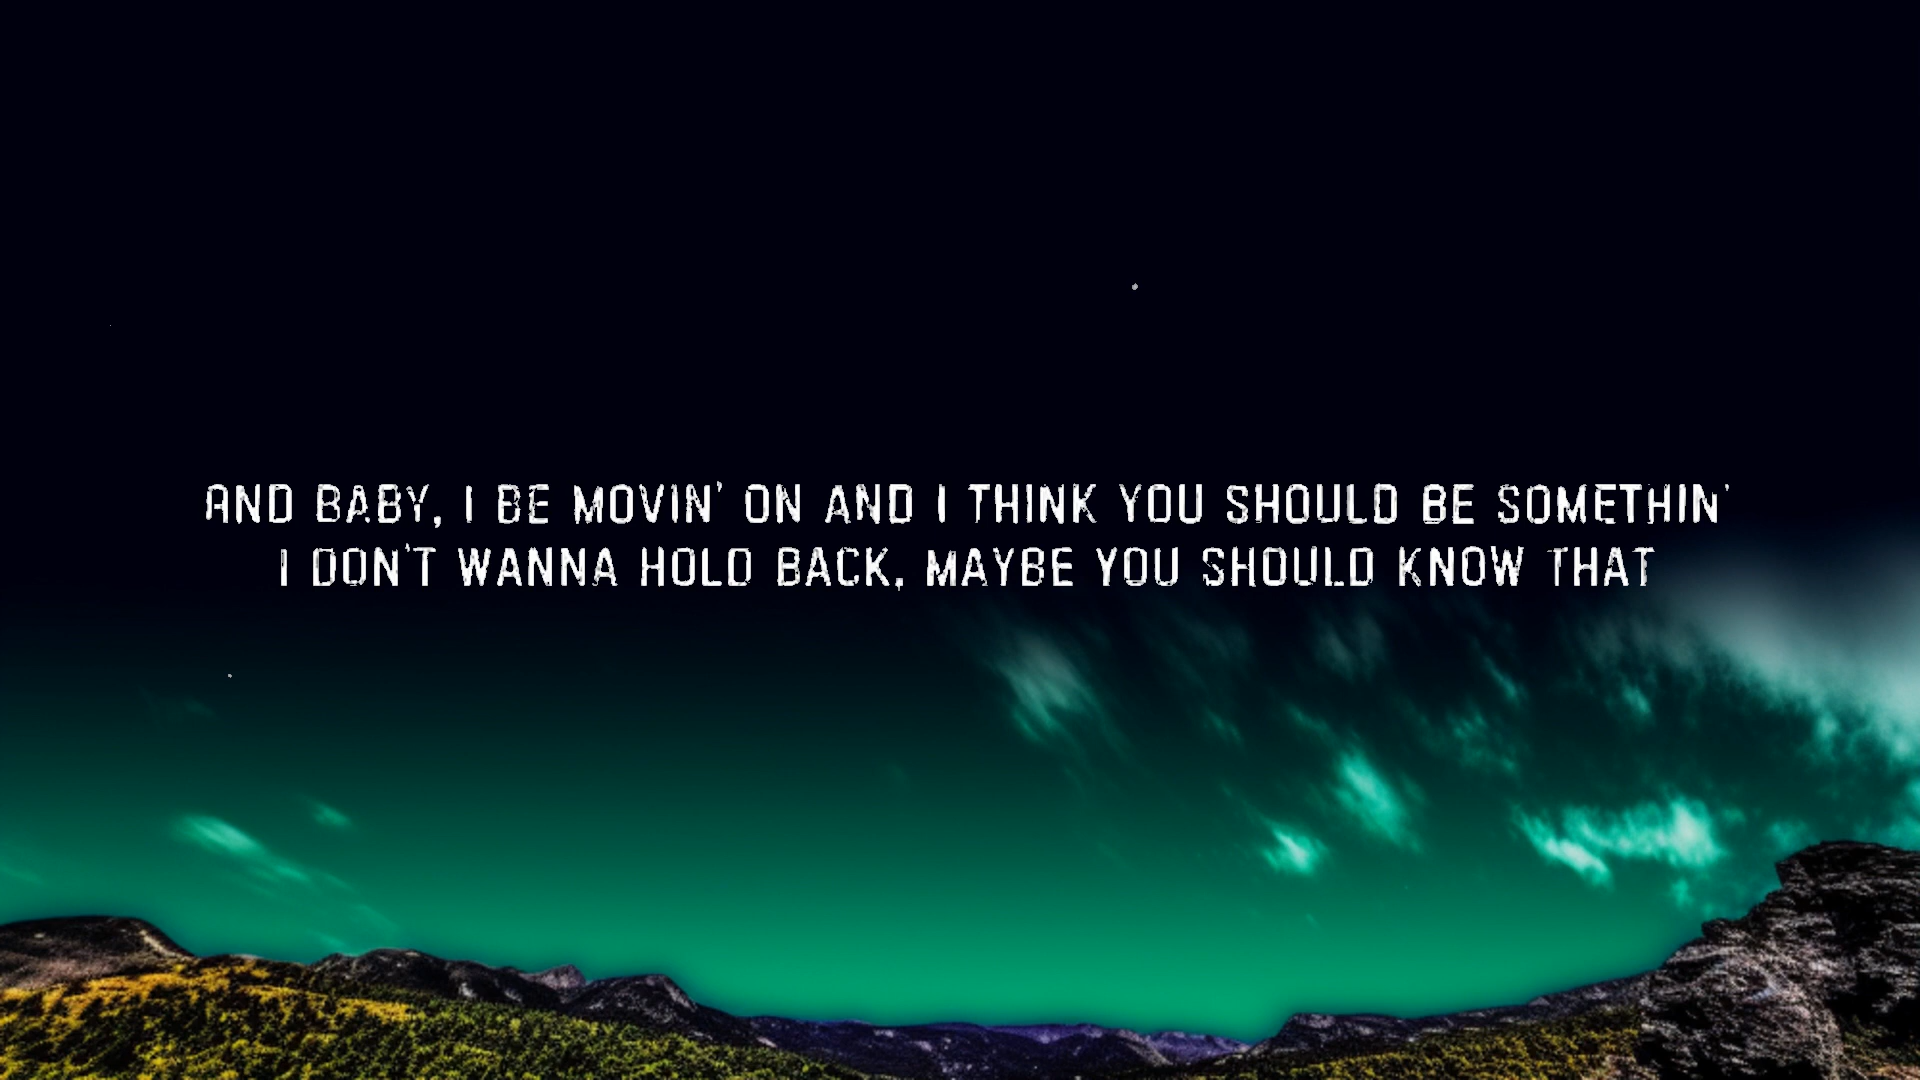 AND BABY, I BE MOVIN' ON AND I THINK YOU SHOULD BE SOMETHIN'
I DON'T WANNA HOLD BACK, MAYBE YOU SHOULD KNOW THAT